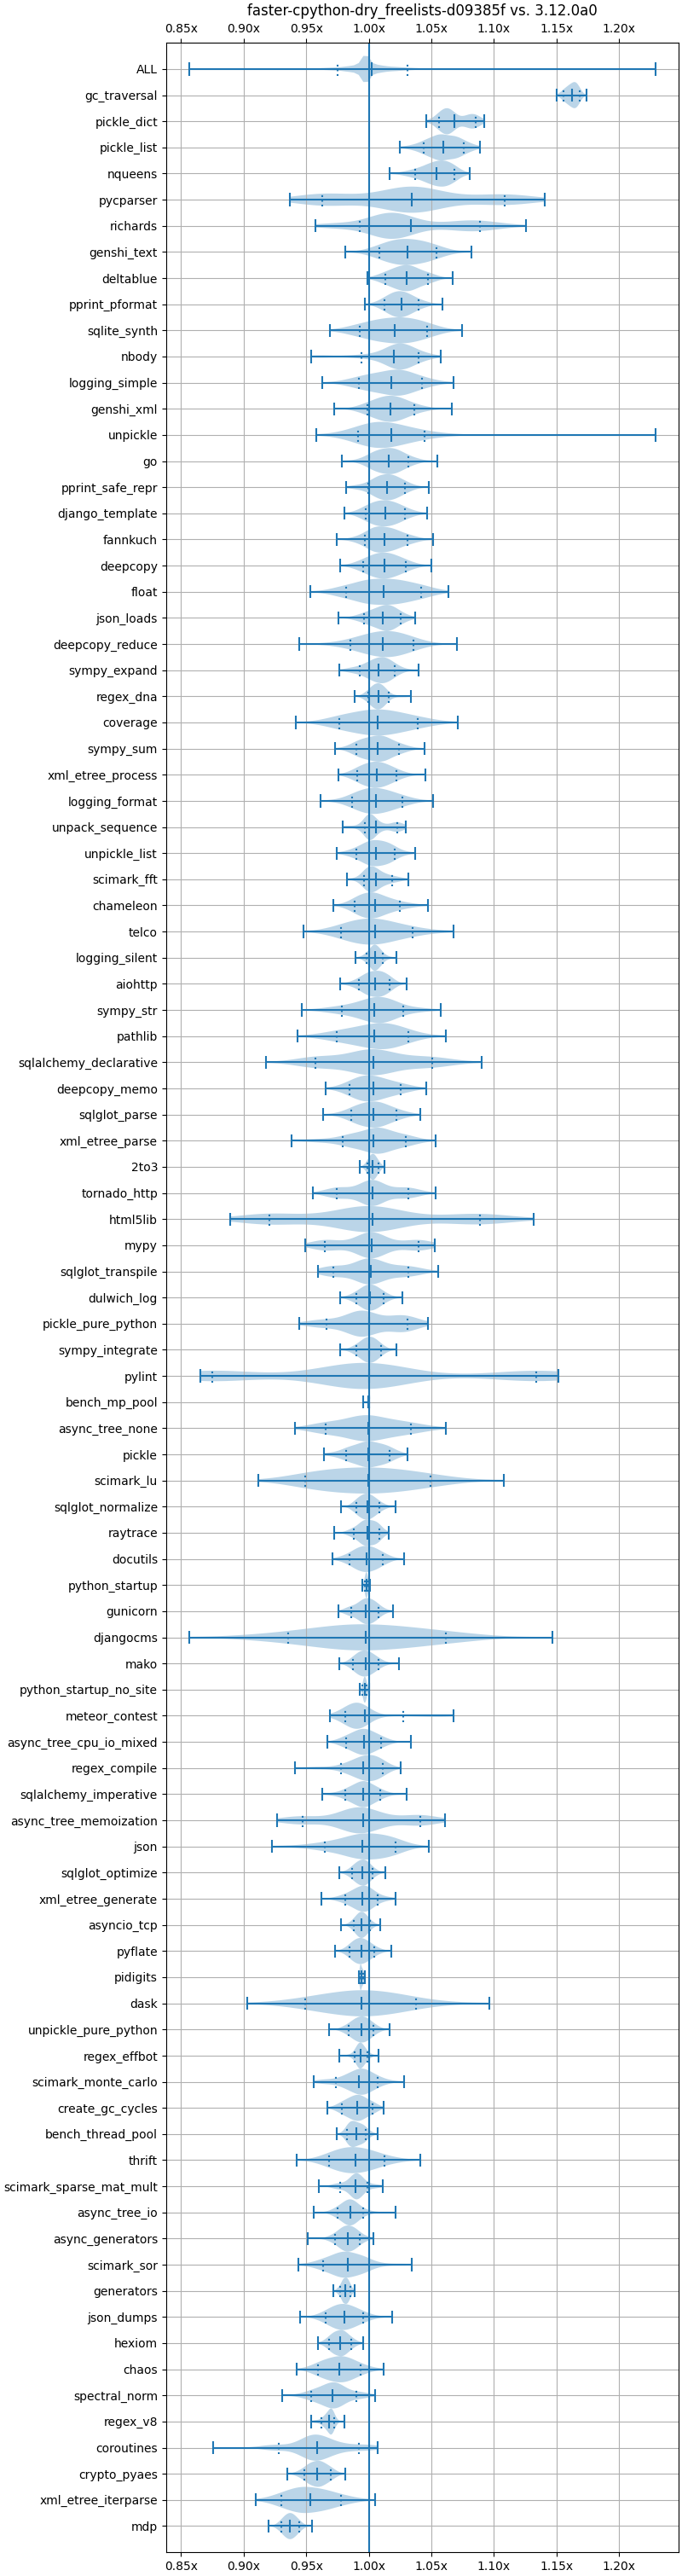 faster-cpython-dry_freelists-d09385f vs. 3.12.0a0
0.85x 0.90x 0.95x 1.00x 1.05x 1.10x 1.15x 1.20x
ALL
gc_traversal
pickle_dict
pickle_list
nqueens
pycparser
richards
genshi_text
deltablue
pprint_pformat
sqlite_synth
nbody
logging_simple
genshi_xml
unpickle
go
pprint_safe_repr
django_template
fannkuch
deepcopy
float
json_loads
deepcopy_reduce
sympy_expand
regex_dna
coverage
sympy_sum
xml_etree_process
logging_format
unpack_sequence
unpickle_list
scimark_fft
chameleon
telco
logging_silent
aiohttp
sympy_str
pathlib
sqlalchemy_declarative
deepcopy_memo
sqlglot_parse
xml_etree_parse
2to3
tornado_http
html5lib
mypy
sqlglot_transpile
dulwich_log
pickle_pure_python
sympy_integrate
pylint
bench_mp_pool
async_tree_none
pickle
scimark_lu
sqlglot_normalize
raytrace
docutils
python_startup
gunicorn
djangocms
mako
python_startup_no_site
meteor_contest
async_tree_cpu_io_mixed
regex_compile
sqlalchemy_imperative
async_tree_memoization
json
sqlglot_optimize
xml_etree_generate
asyncio_tcp
pyflate
pidigits
dask
unpickle_pure_python
regex_effbot
scimark_monte_carlo
create_gc_cycles
bench_thread_pool
thrift
scimark_sparse_mat_mult
async_tree_io
async_generators
scimark_sor
generators
json_dumps
hexiom
chaos
spectral_norm
regex_v8
coroutines
crypto_pyaes
xml_etree_iterparse
mdp
0.85x 0.90x 0.95x 1.00x 1.05x 1.10x 1.15x 1.20x